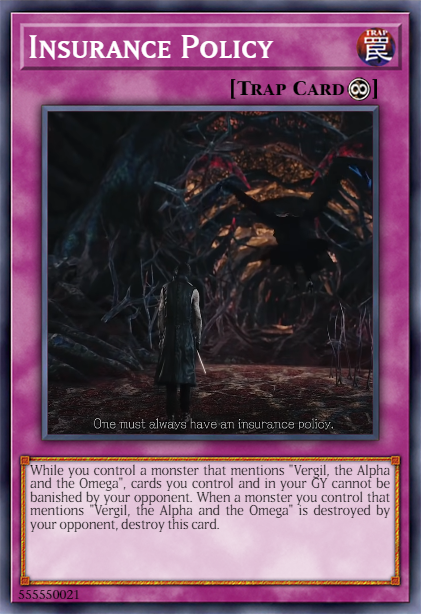 Insurance Policy
TRAP
罠
[Trap Card]
One must always have an insurance policy.
While you control a monster that mentions "Vergil, the Alpha
and the Omega", cards you control and in your GY cannot be
banished by your opponent. When a monster you control that
mentions "Vergil, the Alpha and the Omega" is destroyed by
your opponent, destroy this card.
555550021